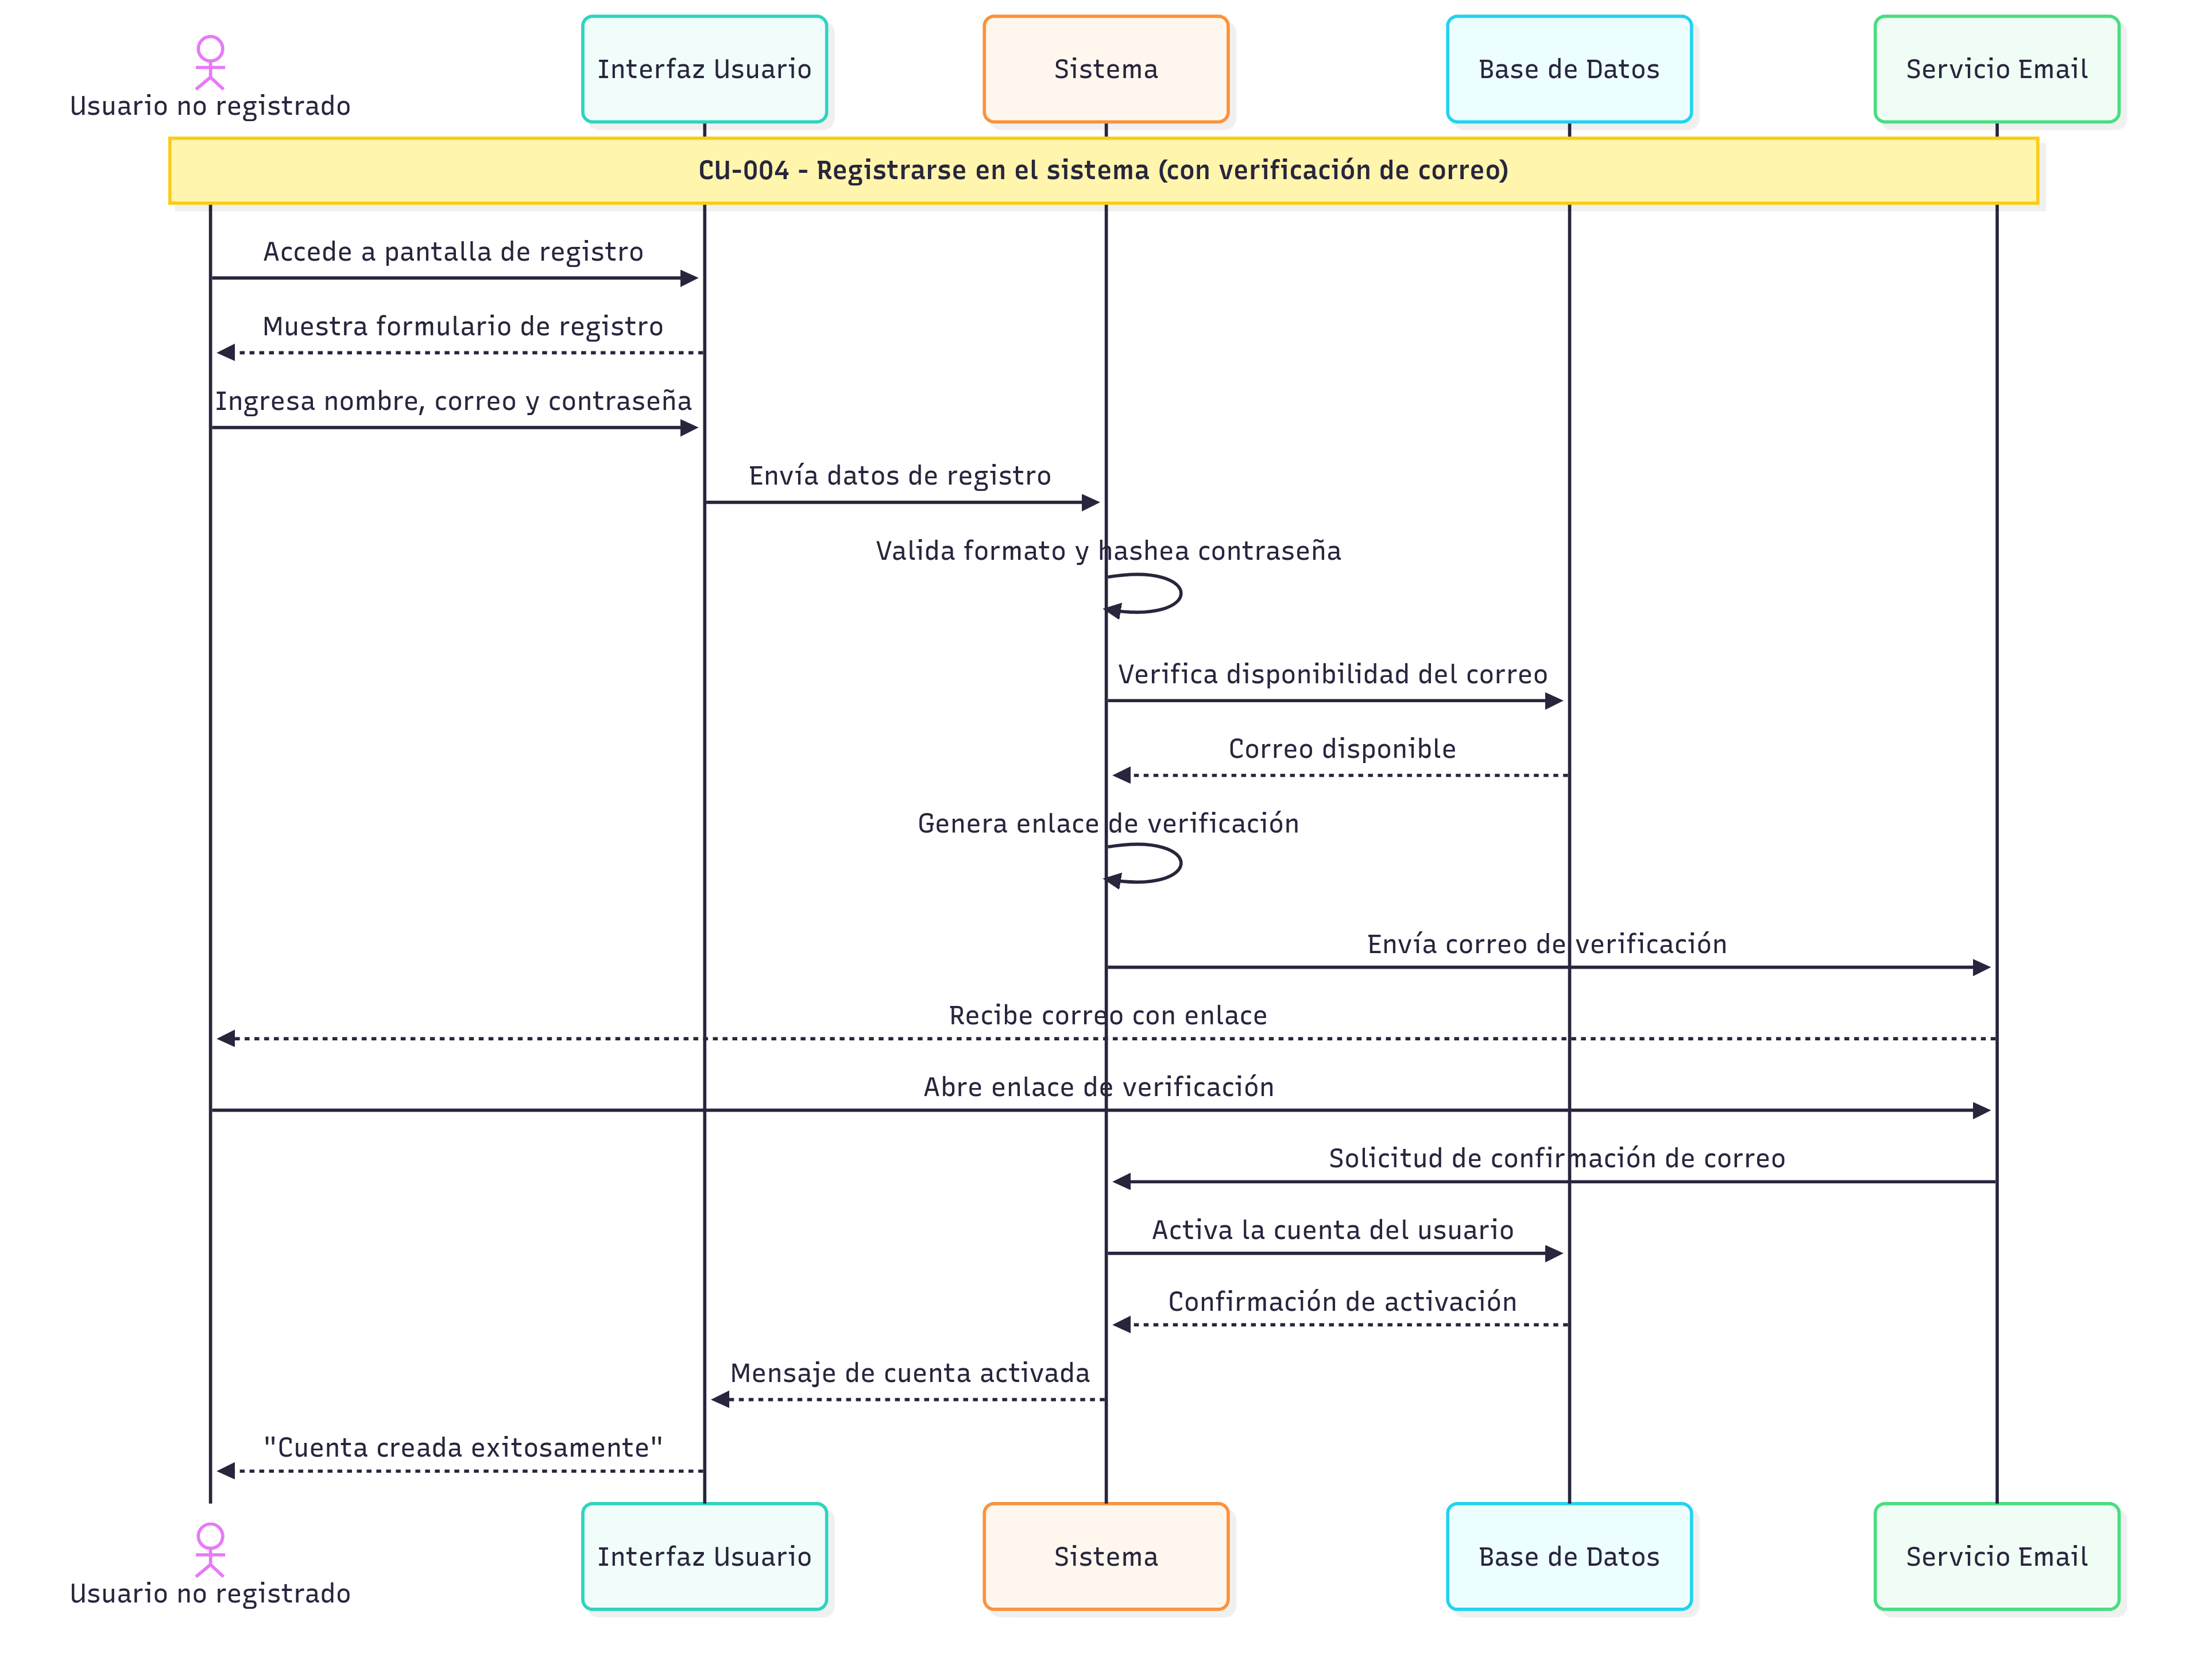 Usuario no registrado
Interfaz Usuario
Sistema
Base de Datos
Servicio Email
CU-004 - Registrarse en el sistema (con verificación de correo)
Accede a pantalla de registro
Muestra formulario de registro
Ingresa nombre, correo y contraseña
Envía datos de registro
Valida formato y hashea contraseña
Verifica disponibilidad del correo
Correo disponible
Genera enlace de verificación
Envía correo de verificación
Recibe correo con enlace
Abre enlace de verificación
Solicitud de confirmación de correo
Activa la cuenta del usuario
Confirmación de activación
Mensaje de cuenta activada
"Cuenta creada exitosamente"
Usuario no registrado
Interfaz Usuario
Sistema
Base de Datos
Servicio Email